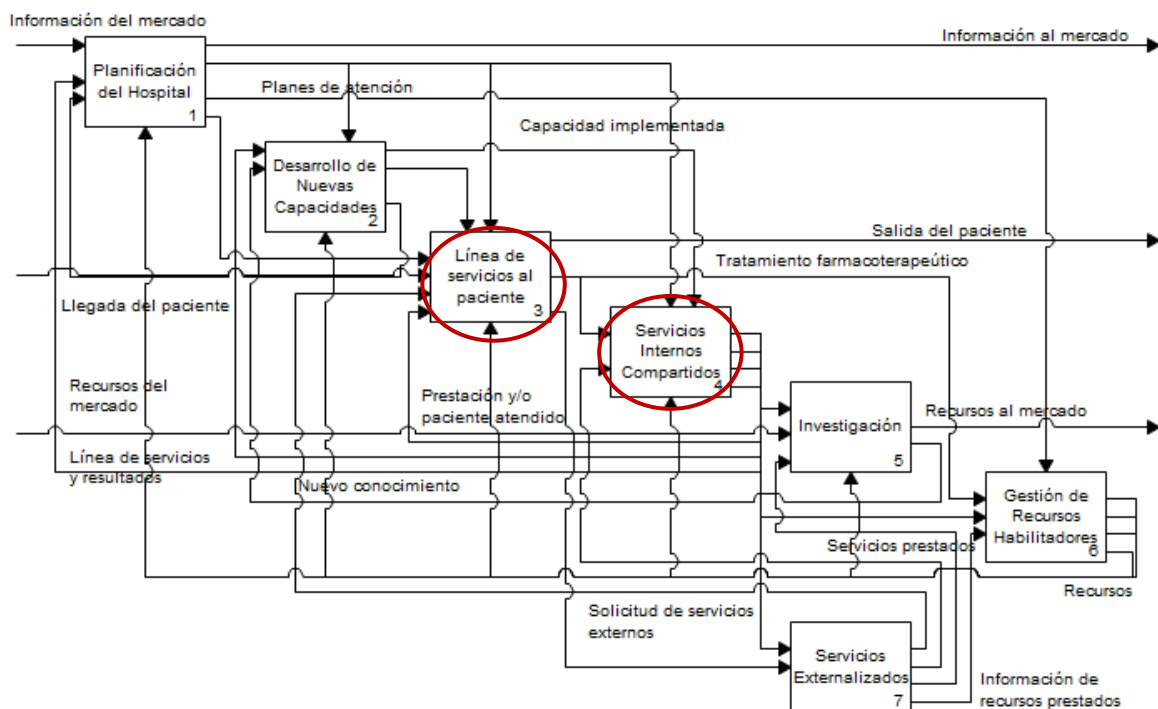 Información del mercado
Información al mercado
Planificación
del Hospital
1
Planes de atención
Capacidad implementada
Desarrollo de
Nuevas
Capacidades
2
Salida del paciente
Línea de
servicios al
paciente
3
Tratamiento farmacoterapeútico
Llegada del paciente
Servicios
Internos
Compartidos
4
Recursos del
mercado
Prestación y/o
paciente atendido
Recursos al mercado
Investigación
5
Línea de servicios
y resultados
Nuevo conocimiento
Gestión de
Recursos
Habilitadores
6
Servicios prestados
Recursos
Solicitud de servicios
externos
Servicios
Externalizados
7
Información de
recursos prestados